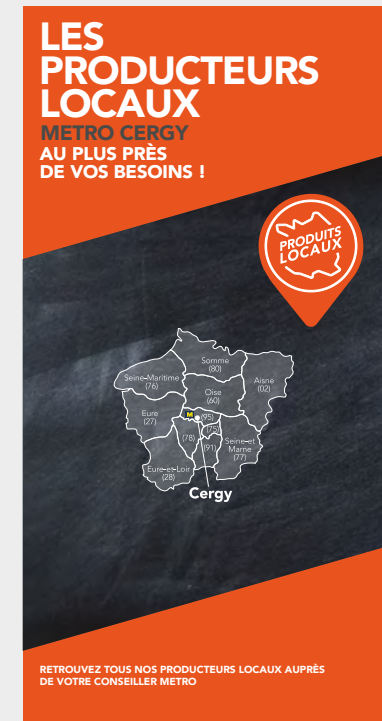 LES
PRODUCTEURS
LOCAUX
METRO CERGY
AU PLUS PRÈS
DE VOS BESOINS !
PRODUITS
LOCAUX
Somme
(80)
Seine-Maritime
(76)
Aisne
(02)
Oise
(60)
Eure
(27)
M
(95)
(75)
(78)
(91)
Seine-et
Marne
(77)
Eure-et-Loir
(28)
Cergy
RETROUVEZ TOUS NOS PRODUCTEURS LOCAUX AUPRÈS
DE VOTRE CONSEILLER METRO